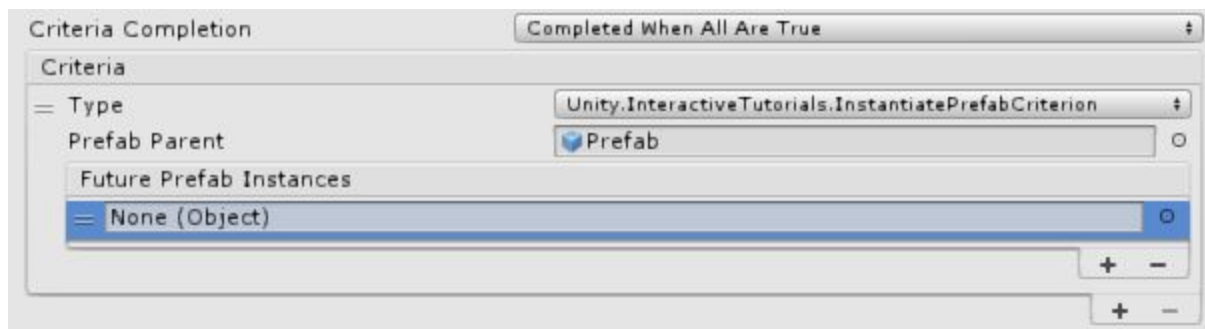 Criteria Completion Completed When All Are True
Criteria
Type Unity.InteractiveTutorials.InstantiatePrefabCriterion
Prefab Parent Prefab
Future Prefab Instances
None (Object)